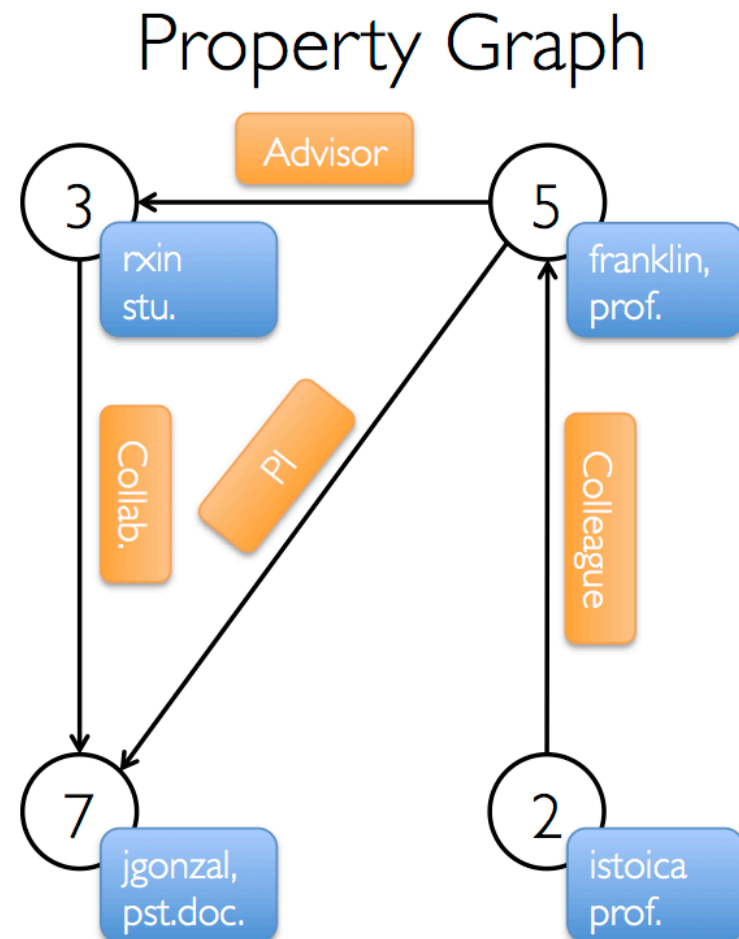 Property Graph
Advisor
3
5
rxin
stu.
franklin,
prof.
Collab.
PI
Colleague
7
2
jgonzal,
pst.doc.
istoica
prof.